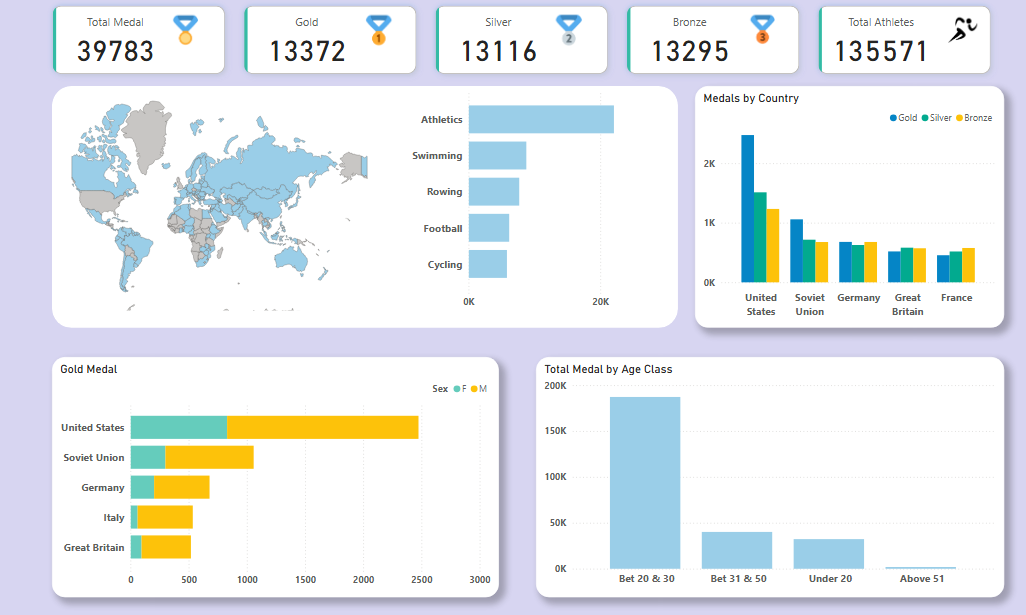 Total Medal
39783
Gold
1
13372
Silver
2
13116
Bronze
3
13295
Total Athletes
135571
Athletics
Swimming
Rowing
Football
Cycling
0K 20K
Medals by Country
Gold Silver Bronze
2K
1K
0K
United States
Soviet Union
Germany
Great Britain
France
Gold Medal
Sex F M
United States
Soviet Union
Germany
Italy
Great Britain
0 500 1000 1500 2000 2500 3000
Total Medal by Age Class
200K
150K
100K
50K
0K
Bet 20 & 30 Bet 31 & 50 Under 20 Above 51